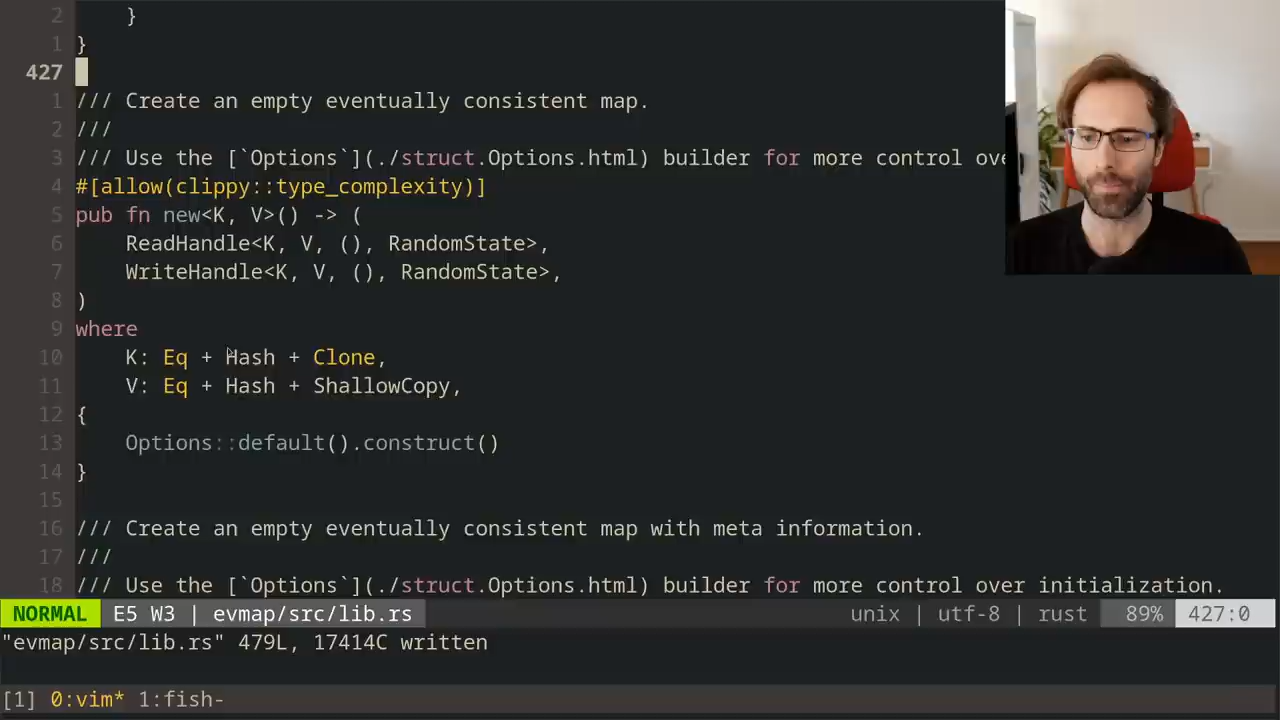 2     }
1 }
427
1 /// Create an empty eventually consistent map.
2 ///
3 /// Use the [`Options`](./struct.Options.html) builder for more control ove
4 #[allow(clippy::type_complexity)]
5 pub fn new<K, V>() -> (
6     ReadHandle<K, V, (), RandomState>,
7     WriteHandle<K, V, (), RandomState>,
8 )
9 where
10     K: Eq + Hash + Clone,
11     V: Eq + Hash + ShallowCopy,
12 {
13     Options::default().construct()
14 }
15
16 /// Create an empty eventually consistent map with meta information.
17 ///
18 /// Use the [`Options`](./struct.Options.html) builder for more control over initialization.
NORMAL E5 W3 | evmap/src/lib.rs unix | utf-8 | rust 89% 427:0
"evmap/src/lib.rs" 479L, 17414C written
[1] 0:vim* 1:fish-